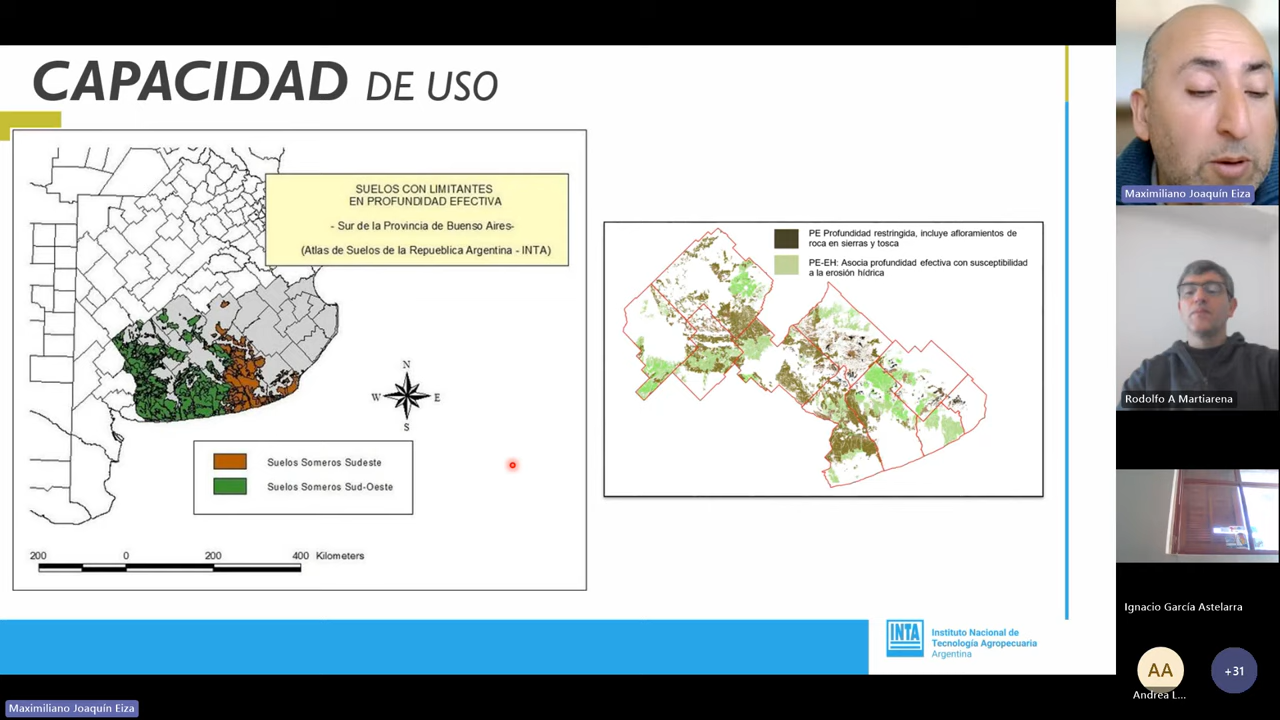 CAPACIDAD DE USO
SUELOS CON LIMITANTES
EN PROFUNDIDAD EFECTIVA
- Sur de la Provincia de Buenso Aires-
(Atlas de Suelos de la Repueblica Argentina - INTA)
N
W E
S
Suelos Someros Sudeste
Suelos Someros Sud-Oeste
200 0 200 400 Kilometers
PE Profundidad restringida, incluye afloramientos de
roca en sierras y tosca
PE-EH: Asocia profundidad efectiva con susceptibilidad
a la erosión hídrica
INTA
Instituto Nacional de
Tecnología Agropecuaria
Argentina
Maximiliano Joaquín Eiza
Maximiliano Joaquín Eiza
Rodolfo A Martiarena
Ignacio García Astelarra
AA
Andrea L...
+31